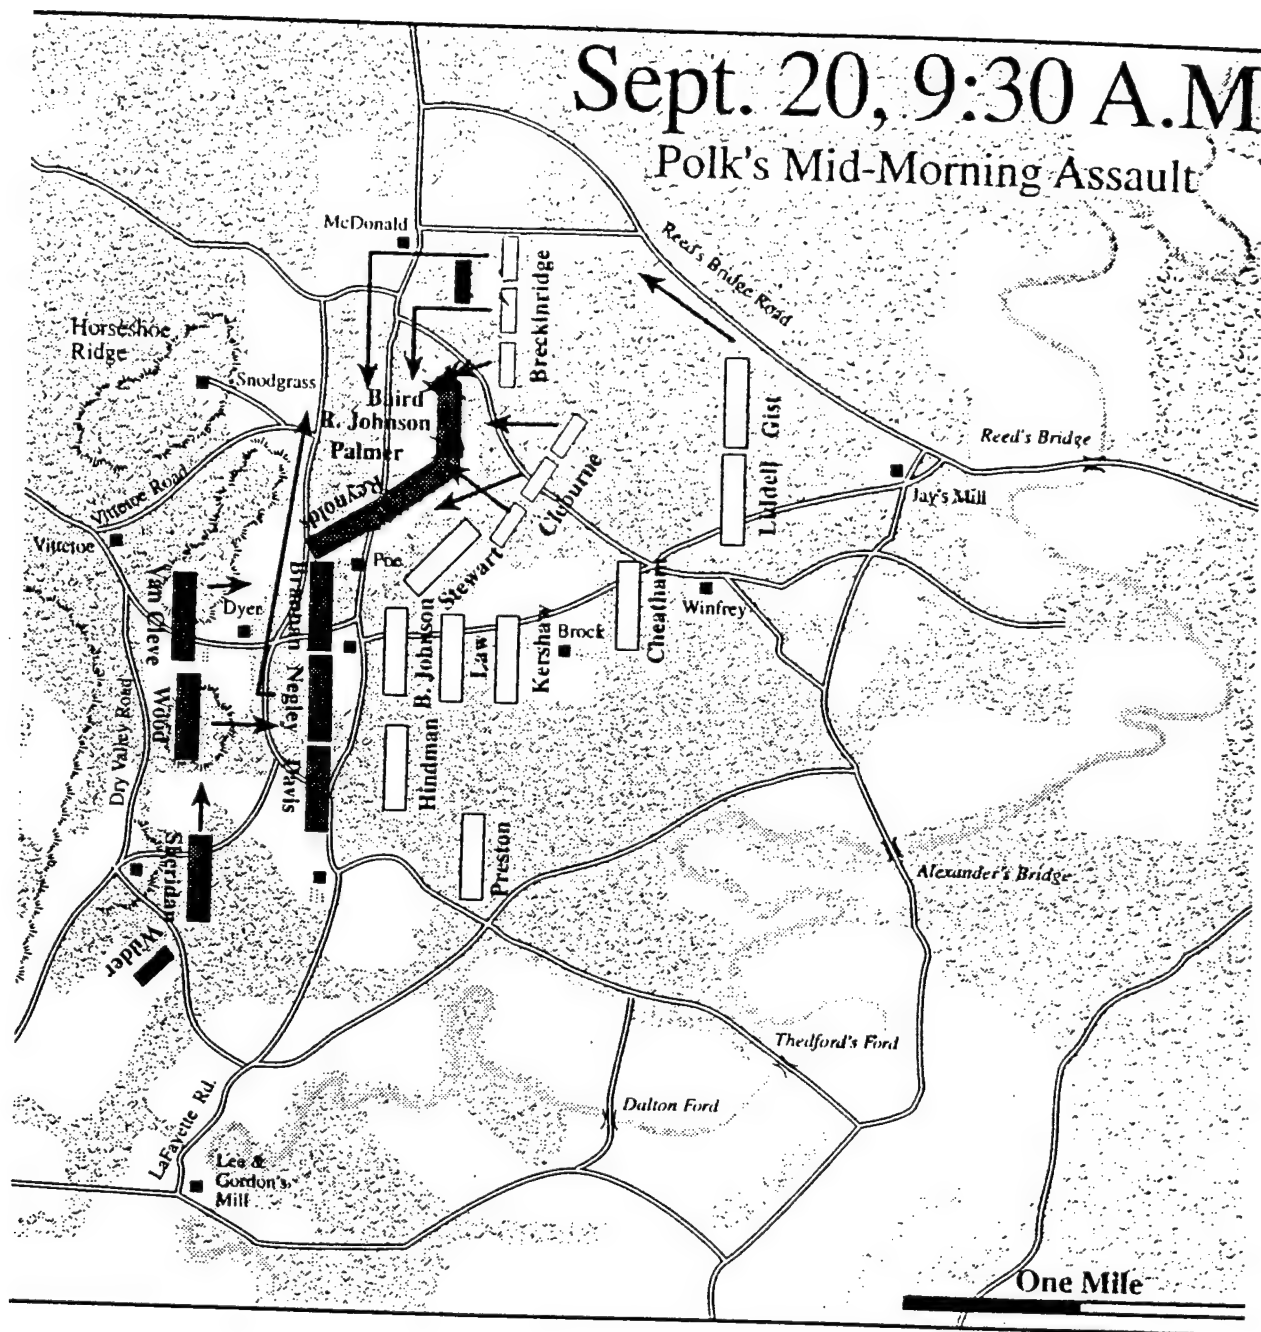 Sept. 20, 9:30 A.M
Polk's Mid-Morning Assault
McDonald
Reed's Bridge Road
Breckinridge
Horseshoe
Ridge
Snodgrass
Baird
R. Johnson
Palmer
Reynolds
Gist
Liddell
Reed's Bridge
Jay's Mill
Cleburne
Vittetoe Road
Vittetoe
Poe
Stewart
Van Cleve
Dyer
Brannan
Negley
Davis
Wood
B. Johnson
Law
Kershaw
Brock
Cheatham
Winfrey
Dry Valley Road
Hindman
Preston
Sheridan
Wilder
Alexander's Bridge
Thedford's Ford
Dalton Ford
LaFayette Rd.
Lee &
Gordon's
Mill
One Mile